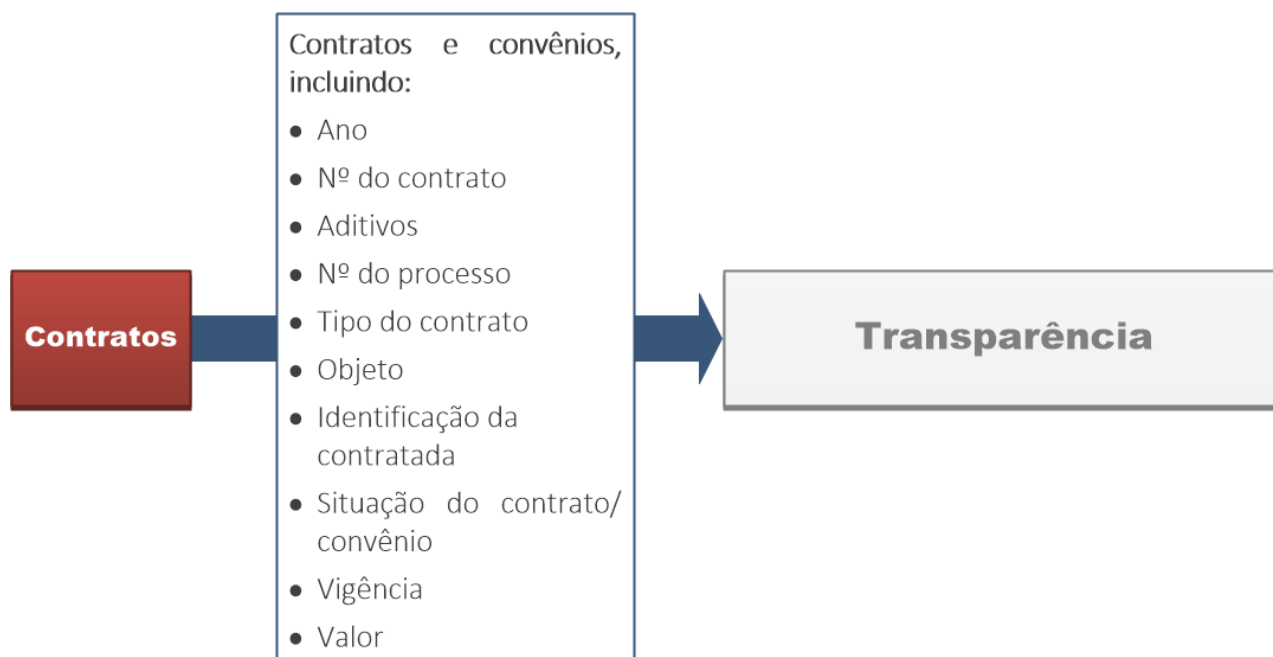 Contratos e convênios,
incluindo:
• Ano
• Nº do contrato
• Aditivos
• Nº do processo
• Tipo do contrato
• Objeto
• Identificação da
contratada
• Situação do contrato/
convênio
• Vigência
• Valor
Contratos
Transparência